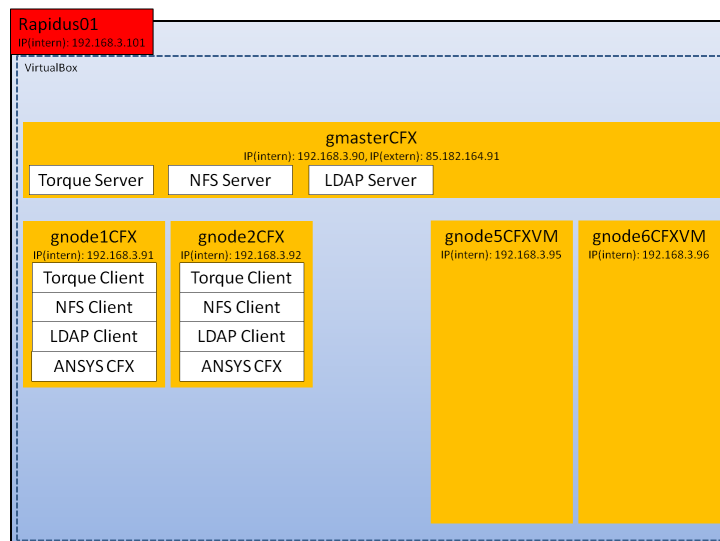 Rapidus01
IP(intern): 192.168.3.101
VirtualBox
gmasterCFX
IP(intern): 192.168.3.90, IP(extern): 85.182.164.91
Torque Server
NFS Server
LDAP Server
gnode1CFX
IP(intern): 192.168.3.91
Torque Client
NFS Client
LDAP Client
ANSYS CFX
gnode2CFX
IP(intern): 192.168.3.92
Torque Client
NFS Client
LDAP Client
ANSYS CFX
gnode5CFXVM
IP(intern): 192.168.3.95
gnode6CFXVM
IP(intern): 192.168.3.96